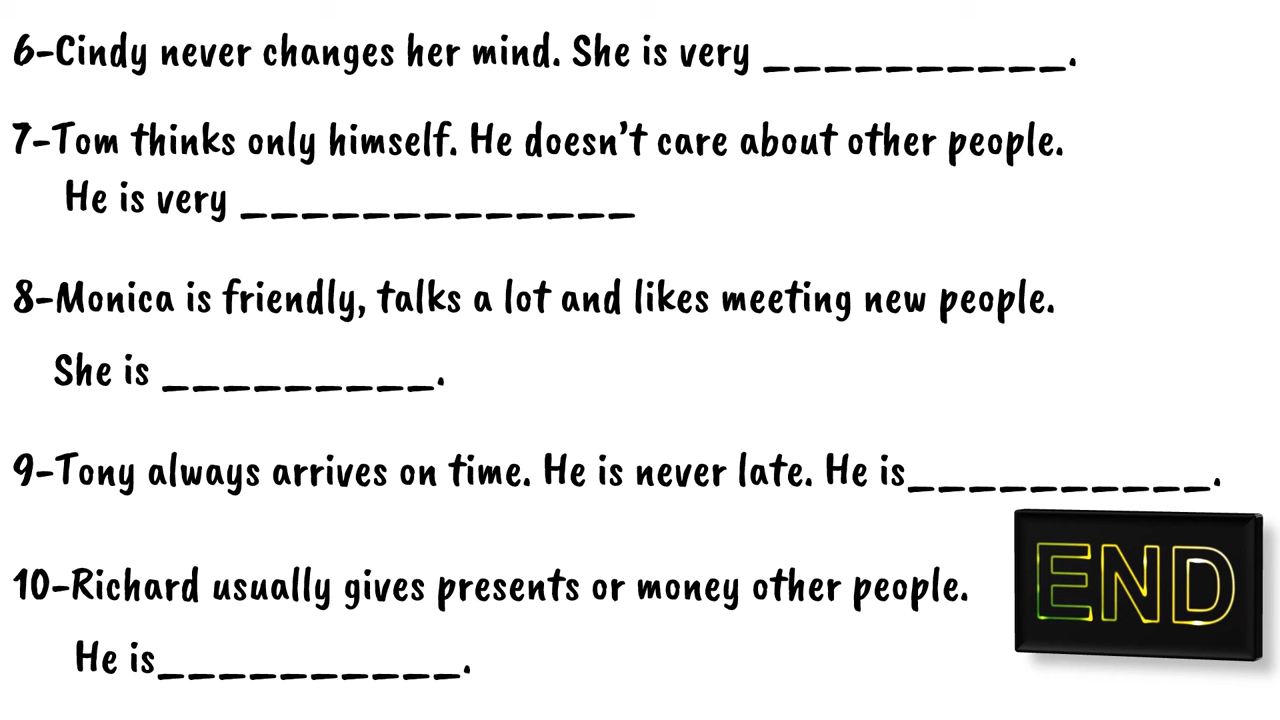 6-Cindy never changes her mind. She is very __________.
7-Tom thinks only himself. He doesn't care about other people.
He is very _____________
8-Monica is friendly, talks a lot and likes meeting new people.
She is _________.
9-Tony always arrives on time. He is never late. He is__________.
10-Richard usually gives presents or money other people.
He is__________.
END